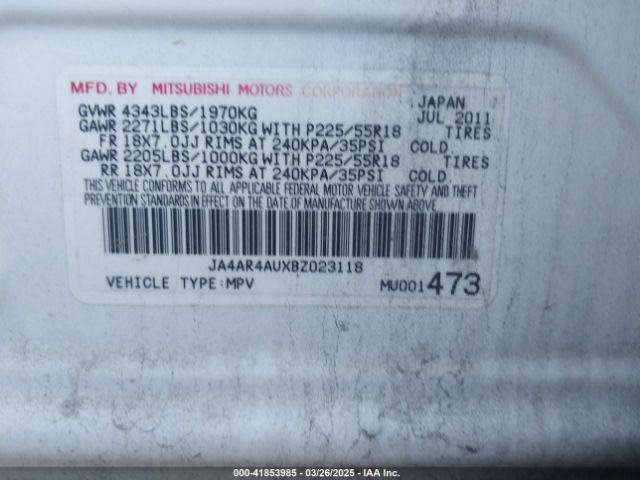 MFD. BY MITSUBISHI MOTORS CORPORATION
JAPAN
GVWR 4343LBS/1970KG JUL 2011
GAWR 2271LBS/1030KG WITH P225/55R18 TIRES
FR 18X7.0JJ RIMS AT 240KPA/35PSI COLD.
GAWR 2205LBS/1000KG WITH P225/55R18 TIRES
RR 18X7.0JJ RIMS AT 240KPA/35PSI COLD.
THIS VEHICLE CONFORMS TO ALL APPLICABLE FEDERAL MOTOR VEHICLE SAFETY AND THEFT
PREVENTION STANDARDS IN EFFECT ON THE DATE OF MANUFACTURE SHOWN ABOVE.
JA4AR4AUXBZ023118
VEHICLE TYPE:MPV MU001473
000-41853985 | 03/26/2025 | IAA Inc.